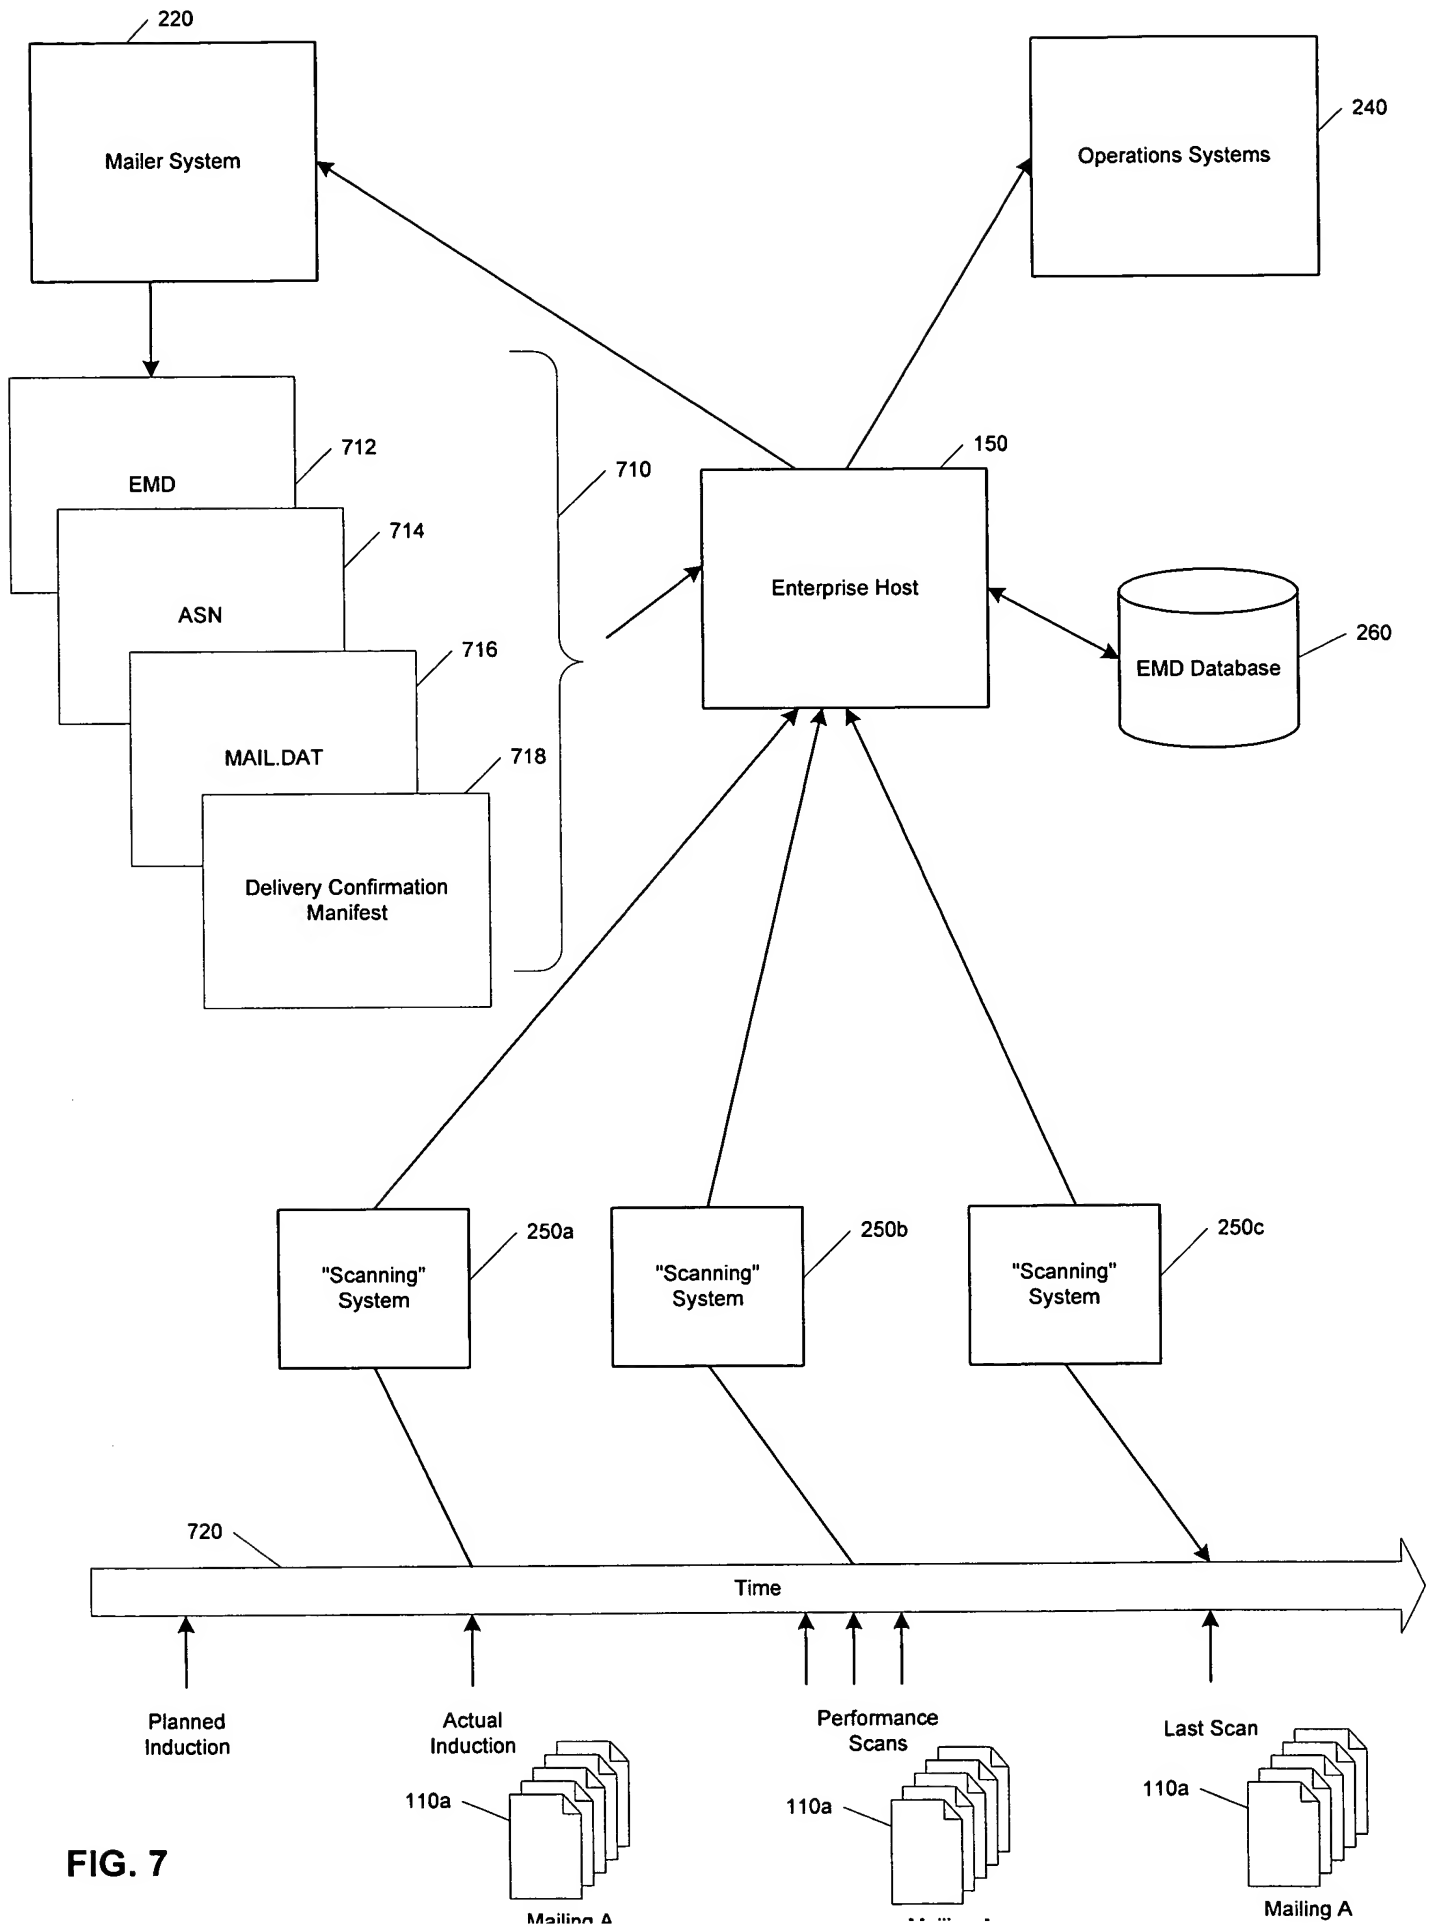 220
240
Mailer System
Operations Systems
712
710
150
EMD
714
Enterprise Host
ASN
716
260
EMD Database
MAIL.DAT
718
Delivery Confirmation
Manifest
250a
250b
250c
"Scanning"
System
"Scanning"
System
"Scanning"
System
720
Time
Planned
Induction
Actual
Induction
Performance
Scans
Last Scan
110a
110a
110a
FIG. 7
Mailing A
Mailing A